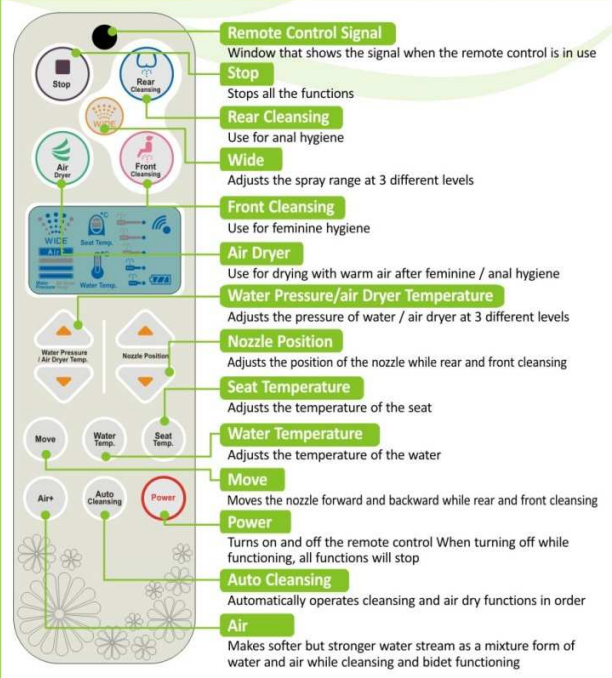 Remote Control Signal
Window that shows the signal when the remote control is in use
Stop
Stops all the functions
Rear Cleansing
Use for anal hygiene
Wide
Adjusts the spray range at 3 different levels
Front Cleansing
Use for feminine hygiene
Air Dryer
Use for drying with warm air after feminine / anal hygiene
Water Pressure/air Dryer Temperature
Adjusts the pressure of water / air dryer at 3 different levels
Nozzle Position
Adjusts the position of the nozzle while rear and front cleansing
Seat Temperature
Adjusts the temperature of the seat
Water Temperature
Adjusts the temperature of the water
Move
Moves the nozzle forward and backward while rear and front cleansing
Power
Turns on and off the remote control When turning off while
functioning, all functions will stop
Auto Cleansing
Automatically operates cleansing and air dry functions in order
Air
Makes softer but stronger water stream as a mixture form of
water and air while cleansing and bidet functioning
Stop
Rear
Cleansing
WIDE
Air
Dryer
Front
Cleansing
WIDE
Air
°C
Seat Temp.
°C
Water Temp.
Water
Pressure
Water Pressure
/ Air Dryer Temp.
Nozzle Position
Move
Water
Temp.
Seat
Temp.
Air+
Auto
Cleansing
Power